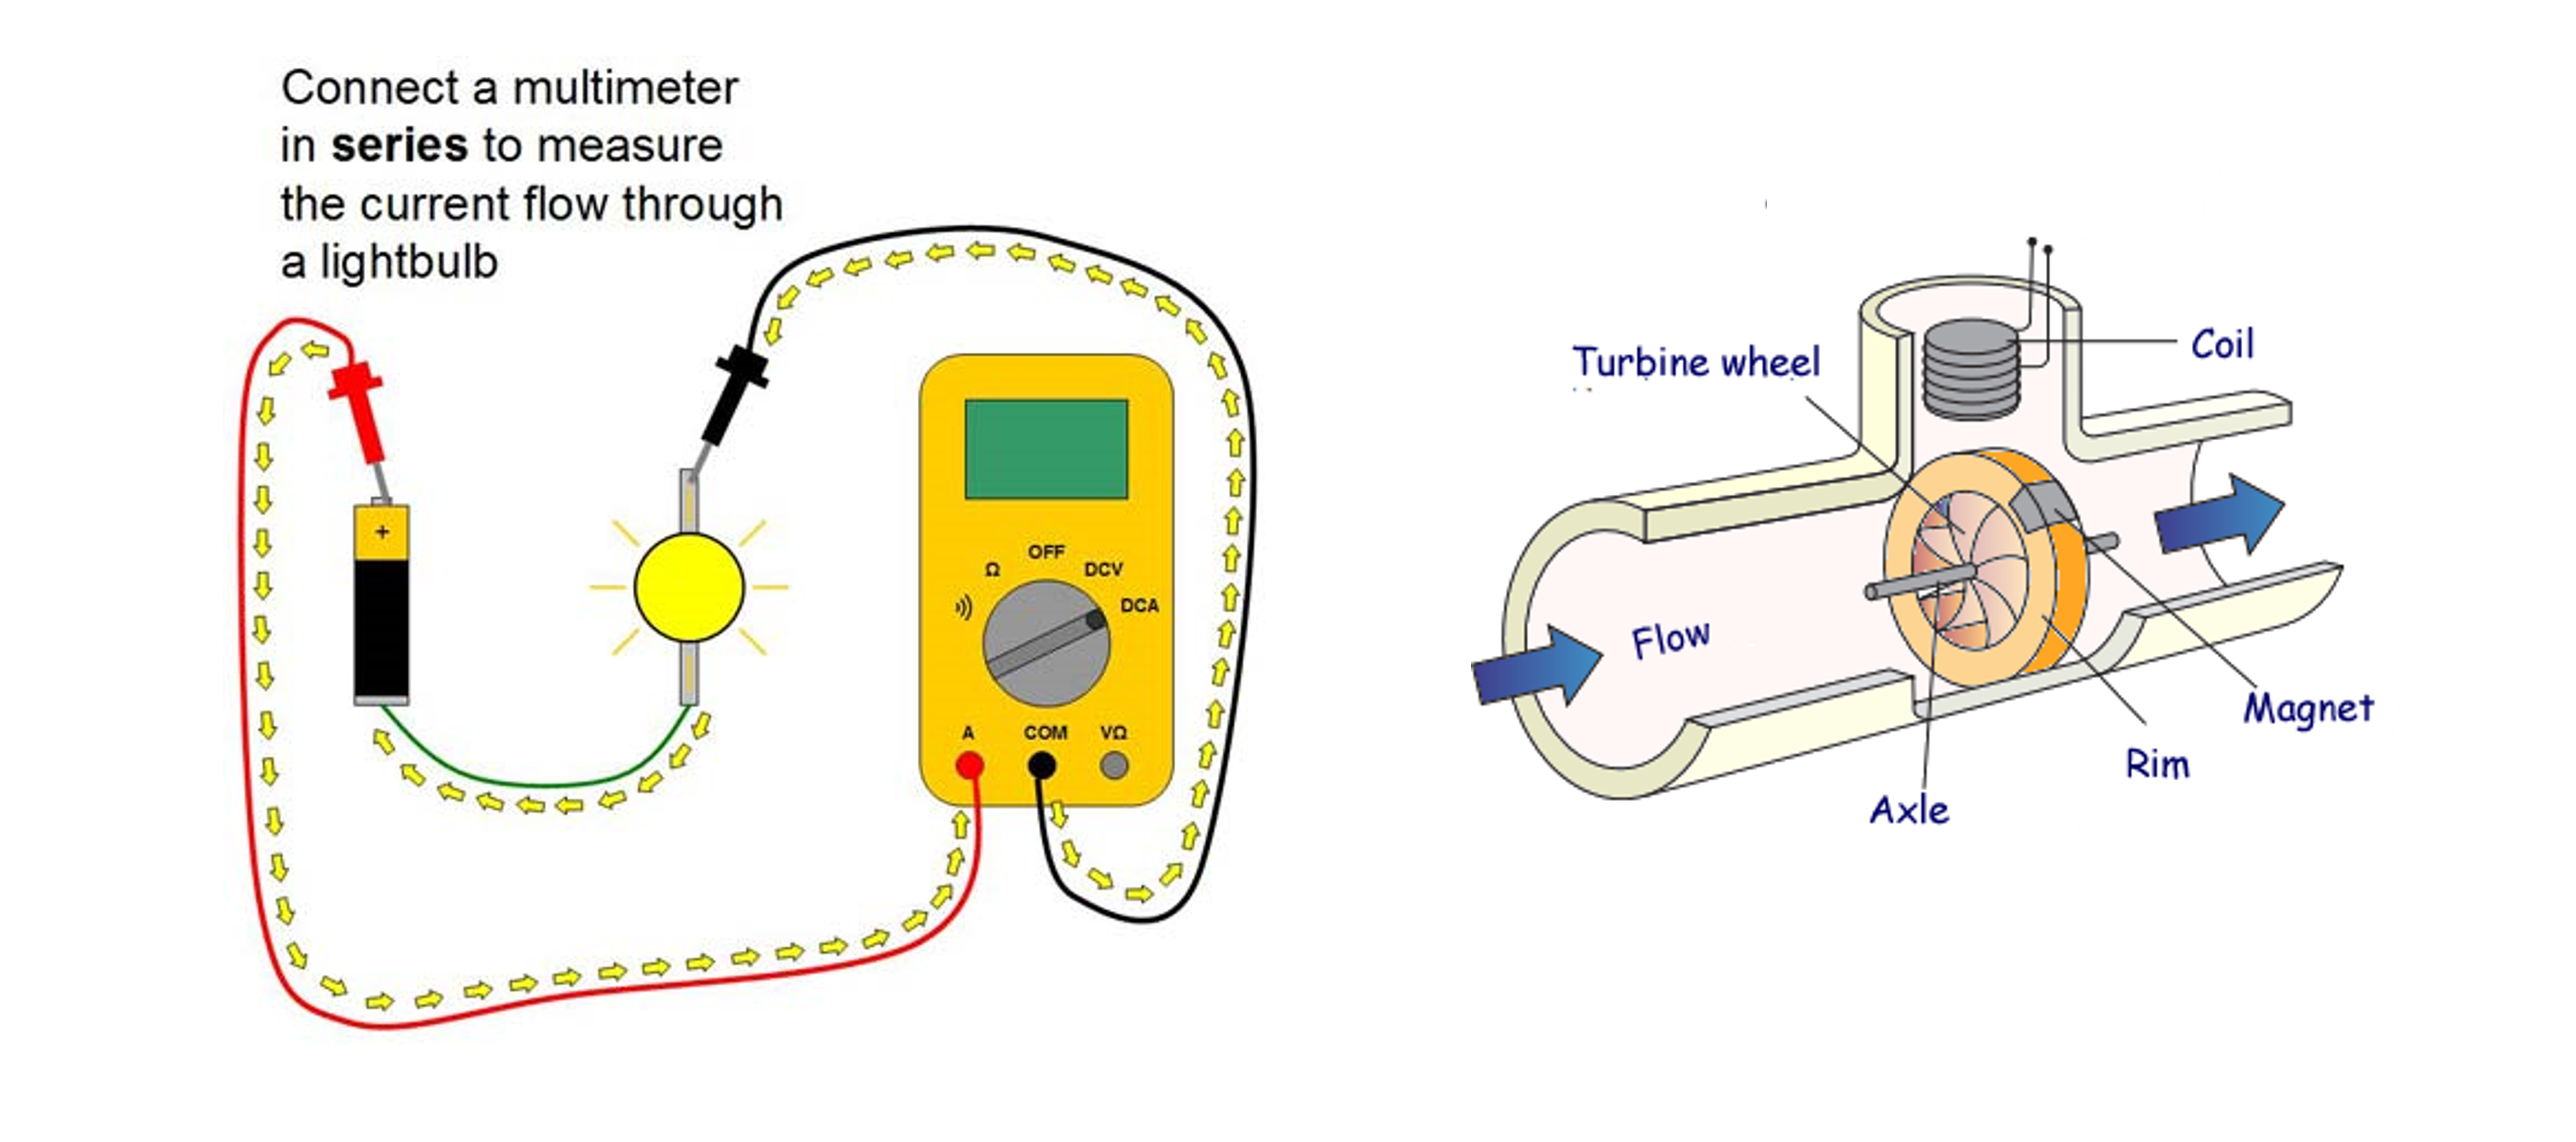 Connect a multimeter
in series to measure
the current flow through
a lightbulb
+
OFF
Ω
DCV
DCA
A
COM
VΩ
Turbine wheel
Coil
Flow
Magnet
Rim
Axle